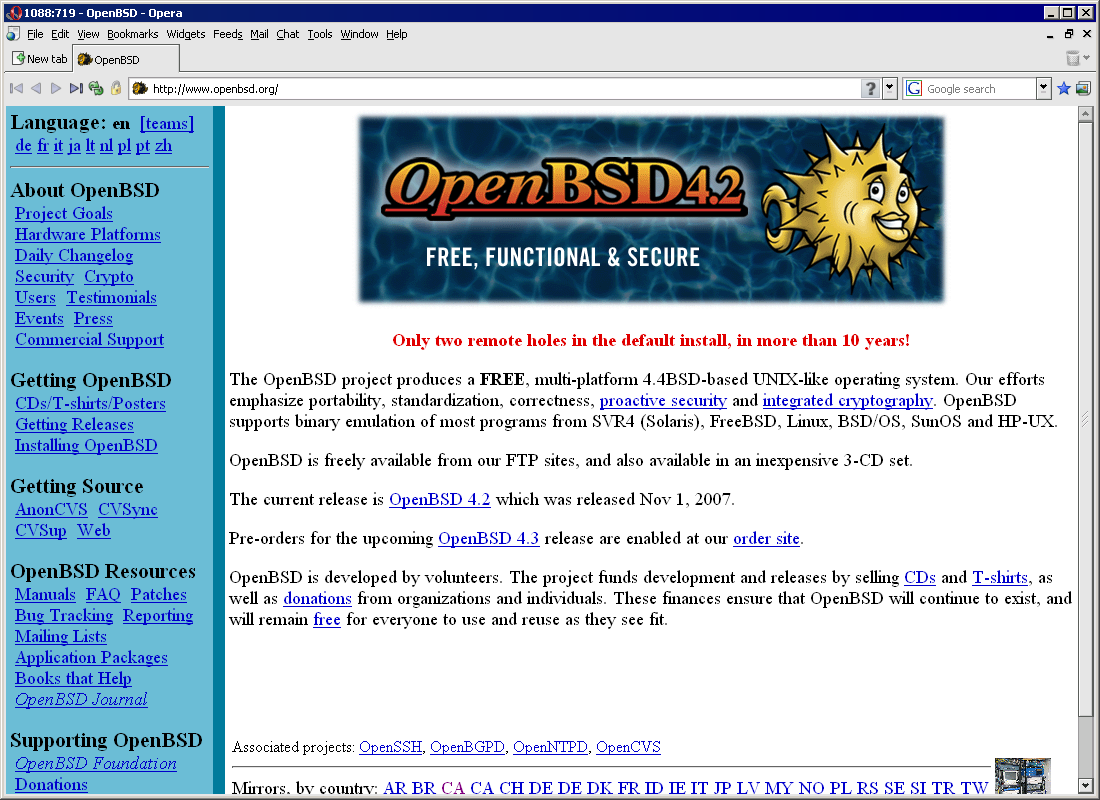 1088:719 - OpenBSD - Opera
File Edit View Bookmarks Widgets Feeds Mail Chat Tools Window Help
New tab OpenBSD
http://www.openbsd.org/ ? G Google search
Language: en [teams]
de fr it ja lt nl pl pt zh
About OpenBSD
Project Goals
Hardware Platforms
Daily Changelog
Security Crypto
Users Testimonials
Events Press
Commercial Support
Getting OpenBSD
CDs/T-shirts/Posters
Getting Releases
Installing OpenBSD
Getting Source
AnonCVS CVSync
CVSup Web
OpenBSD Resources
Manuals FAQ Patches
Bug Tracking Reporting
Mailing Lists
Application Packages
Books that Help
OpenBSD Journal
Supporting OpenBSD
OpenBSD Foundation
Donations
OpenBSD4.2
FREE, FUNCTIONAL & SECURE
Only two remote holes in the default install, in more than 10 years!
The OpenBSD project produces a FREE, multi-platform 4.4BSD-based UNIX-like operating system. Our efforts
emphasize portability, standardization, correctness, proactive security and integrated cryptography. OpenBSD
supports binary emulation of most programs from SVR4 (Solaris), FreeBSD, Linux, BSD/OS, SunOS and HP-UX.
OpenBSD is freely available from our FTP sites, and also available in an inexpensive 3-CD set.
The current release is OpenBSD 4.2 which was released Nov 1, 2007.
Pre-orders for the upcoming OpenBSD 4.3 release are enabled at our order site.
OpenBSD is developed by volunteers. The project funds development and releases by selling CDs and T-shirts, as
well as donations from organizations and individuals. These finances ensure that OpenBSD will continue to exist, and
will remain free for everyone to use and reuse as they see fit.
Associated projects: OpenSSH, OpenBGPD, OpenNTPD, OpenCVS
Mirrors, by country: AR BR CA CA CH DE DE DK FR ID IE IT JP LV MY NO PL RS SE SI TR TW